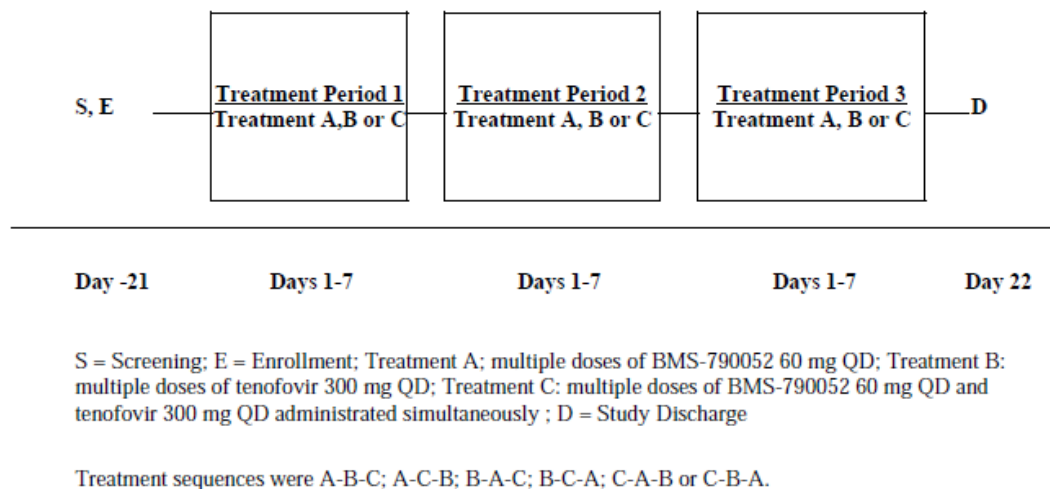 S, E
Treatment Period 1
Treatment A,B or C
Treatment Period 2
Treatment A, B or C
Treatment Period 3
Treatment A, B or C
D
Day -21
Days 1-7
Days 1-7
Days 1-7
Day 22
S = Screening; E = Enrollment; Treatment A; multiple doses of BMS-790052 60 mg QD; Treatment B:
multiple doses of tenofovir 300 mg QD; Treatment C: multiple doses of BMS-790052 60 mg QD and
tenofovir 300 mg QD administrated simultaneously ; D = Study Discharge
Treatment sequences were A-B-C; A-C-B; B-A-C; B-C-A; C-A-B or C-B-A.